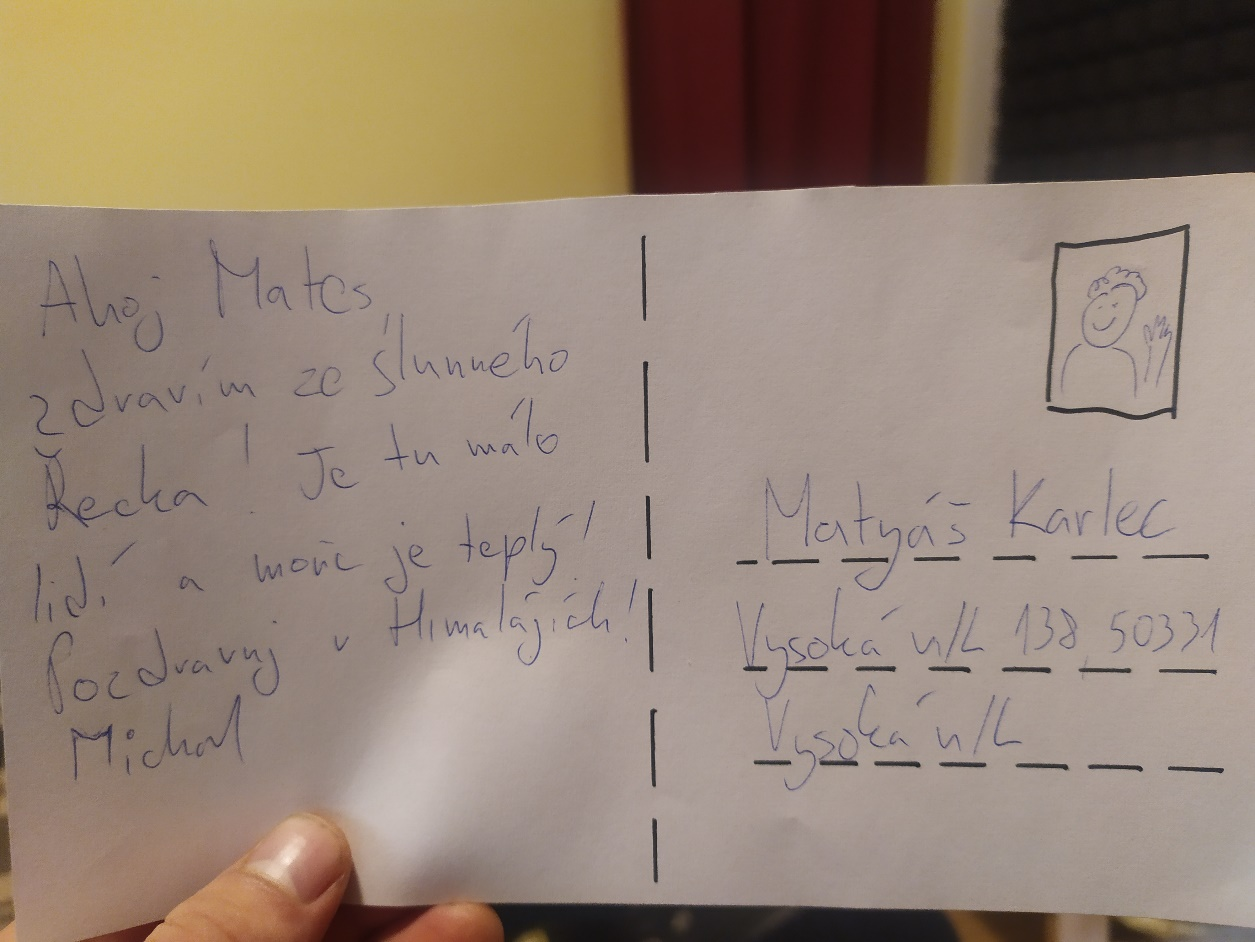 Ahoj Mates,
zdravím ze slunného
Řecka! Je tu málo
lidí a moře je teplý!
Pozdravuj v Himalájích!
Michal
Matyáš Karlec
Vysoká n/L 138, 50331
Vysoká n/L